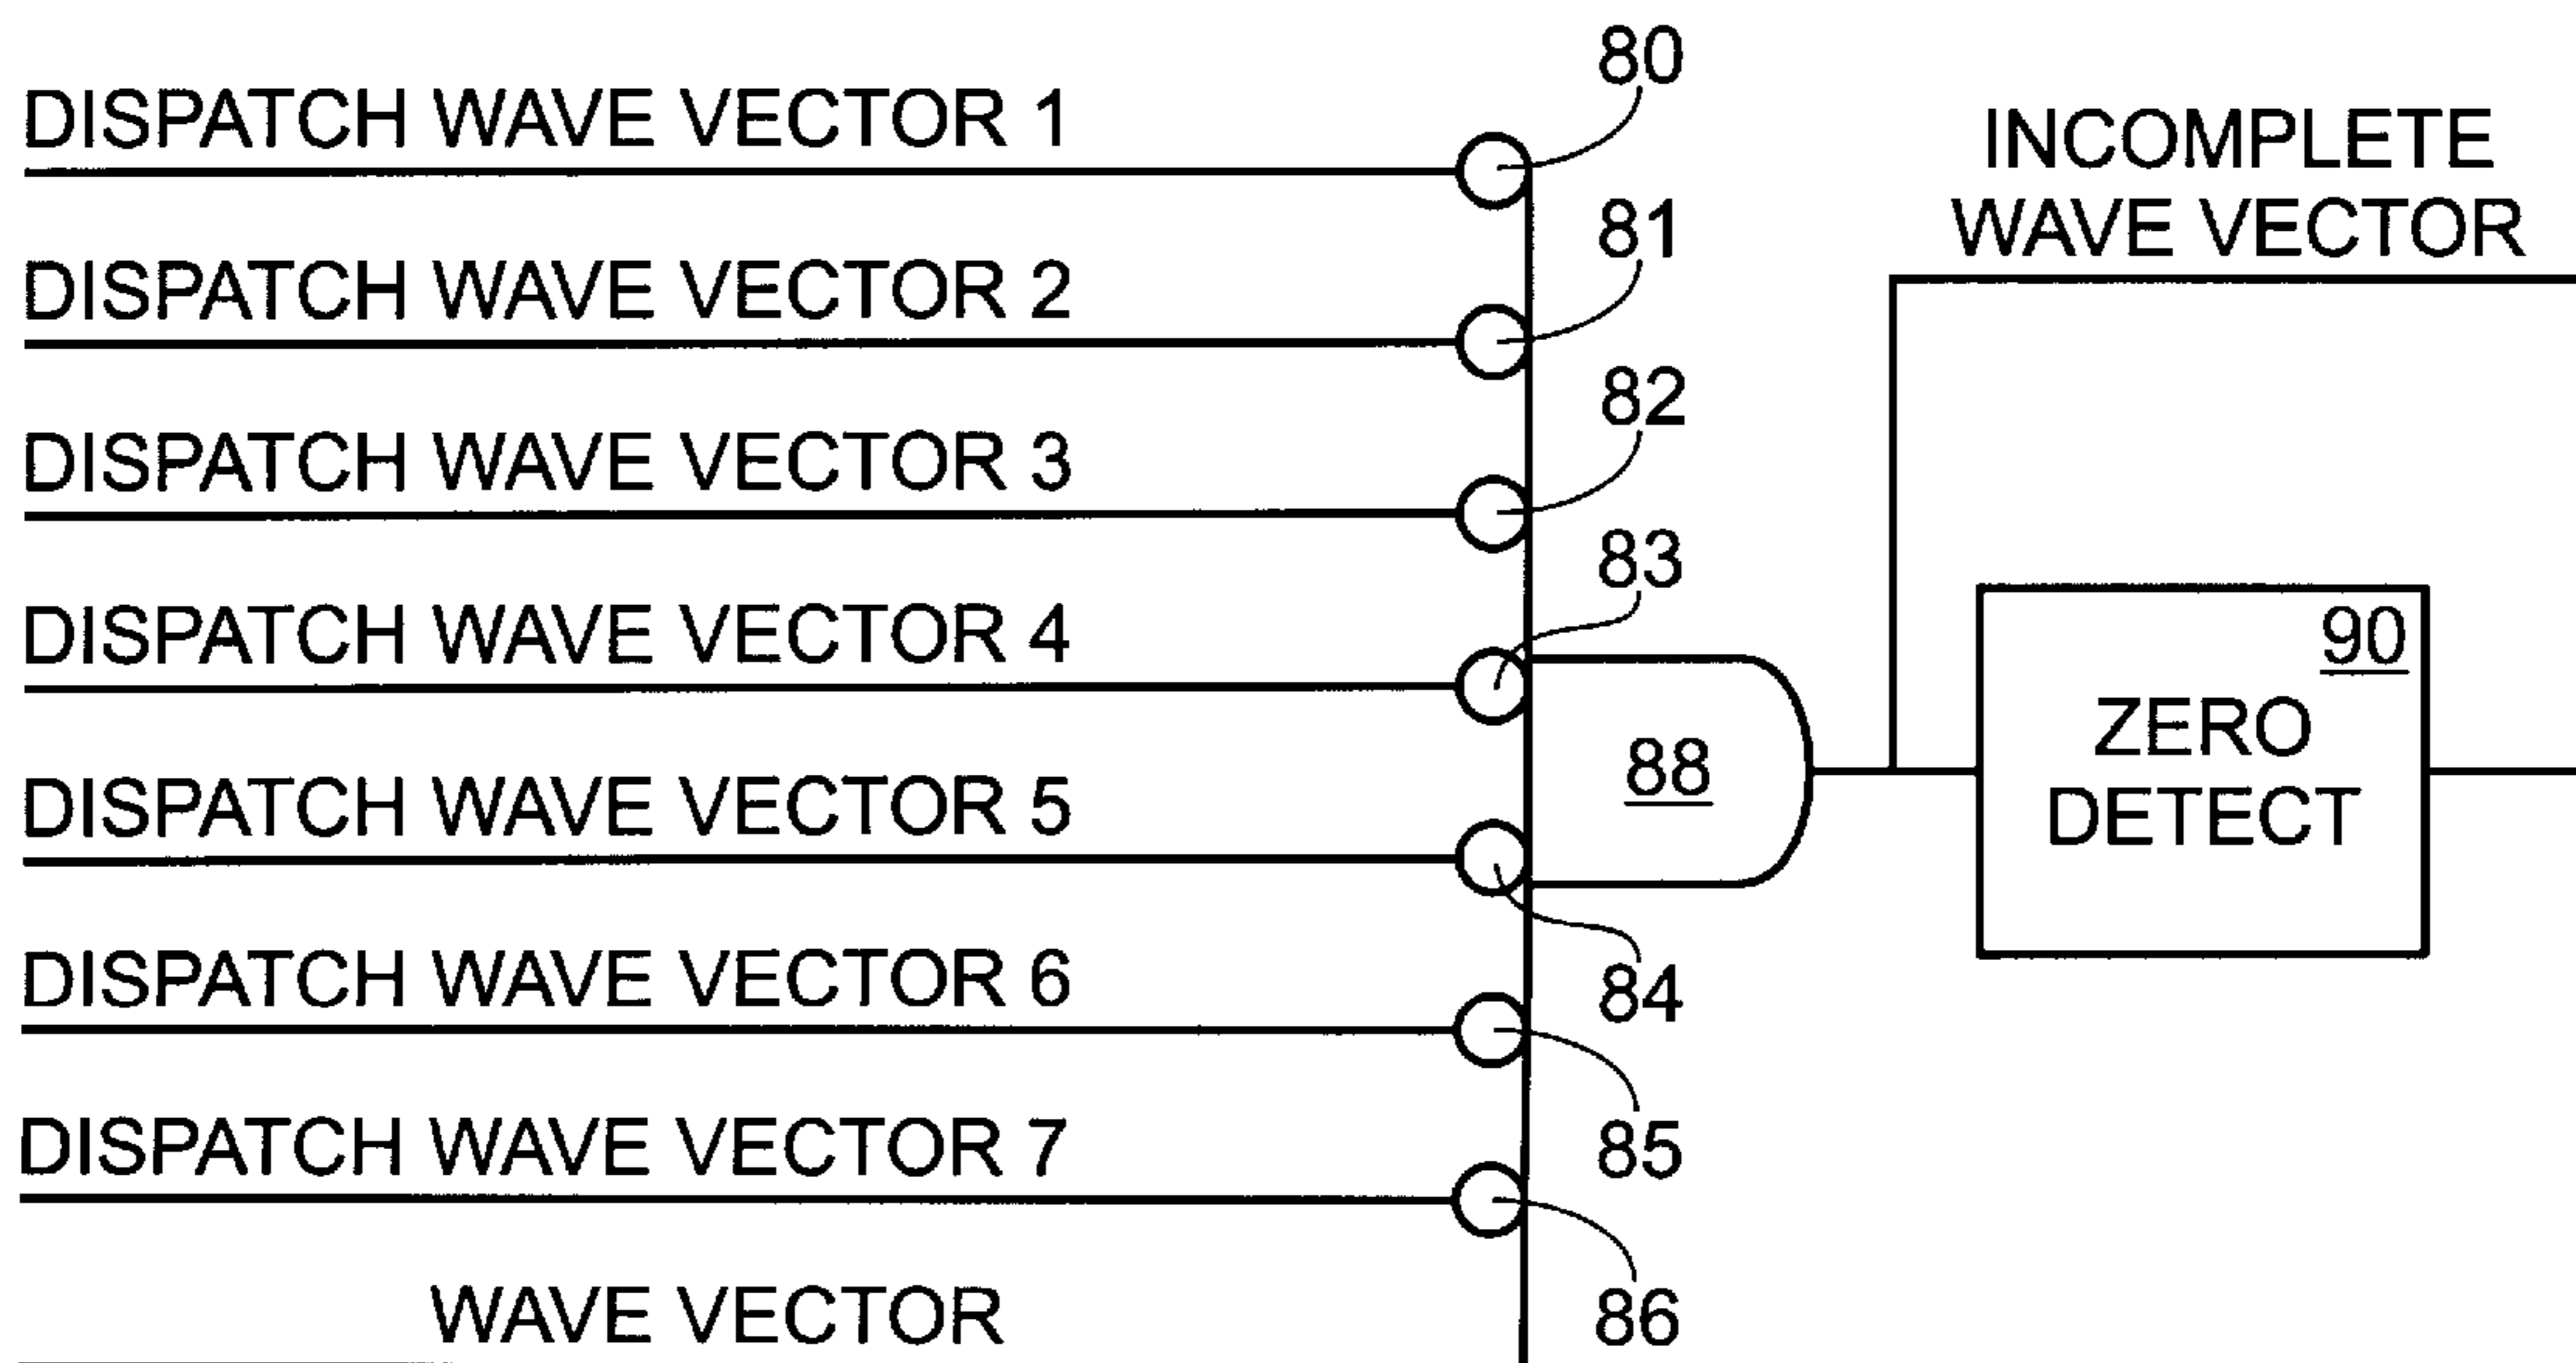 80
DISPATCH WAVE VECTOR 1
INCOMPLETE
WAVE VECTOR
81
DISPATCH WAVE VECTOR 2
82
DISPATCH WAVE VECTOR 3
83
DISPATCH WAVE VECTOR 4
90
ZERO
DETECT
88
DISPATCH WAVE VECTOR 5
84
DISPATCH WAVE VECTOR 6
85
DISPATCH WAVE VECTOR 7
86
WAVE VECTOR